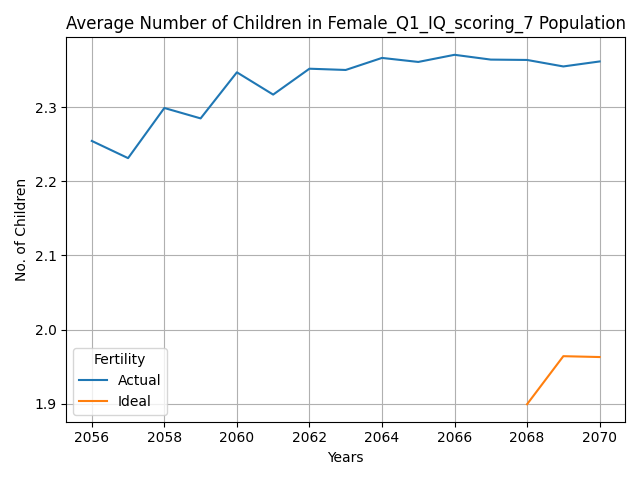 Average Number of Children in Female_Q1_IQ_scoring_7 Population
No. of Children
2.3
2.2
2.1
2.0
1.9
Fertility
Actual
Ideal
2056 2058 2060 2062 2064 2066 2068 2070
Years